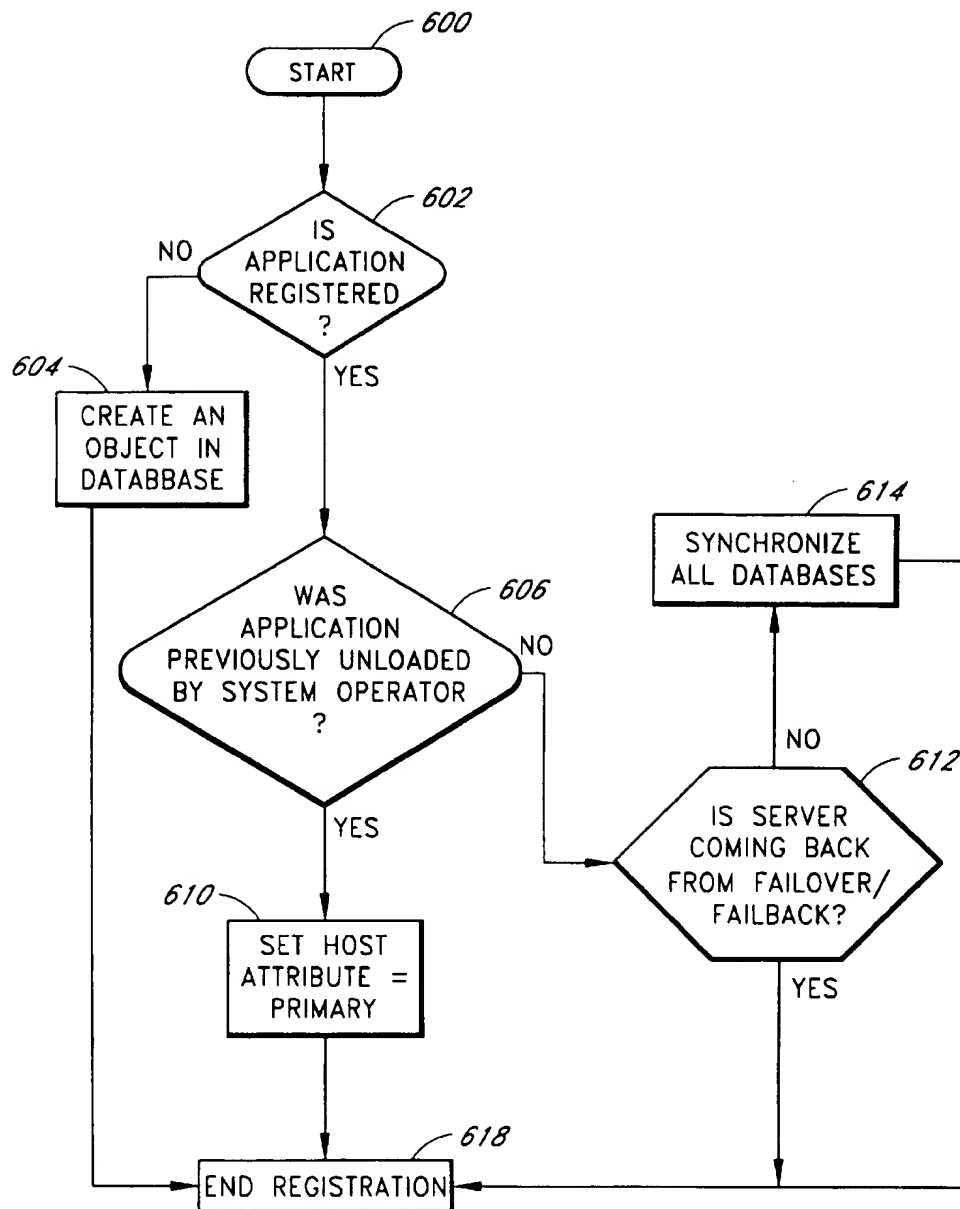 600
START
602
IS
APPLICATION
REGISTERED
?
NO
YES
604
CREATE AN
OBJECT IN
DATABBASE
614
SYNCHRONIZE
ALL DATABASES
606
WAS
APPLICATION
PREVIOUSLY UNLOADED
BY SYSTEM OPERATOR
?
NO
YES
NO
612
IS SERVER
COMING BACK
FROM FAILOVER/
FAILBACK?
YES
610
SET HOST
ATTRIBUTE =
PRIMARY
618
END REGISTRATION